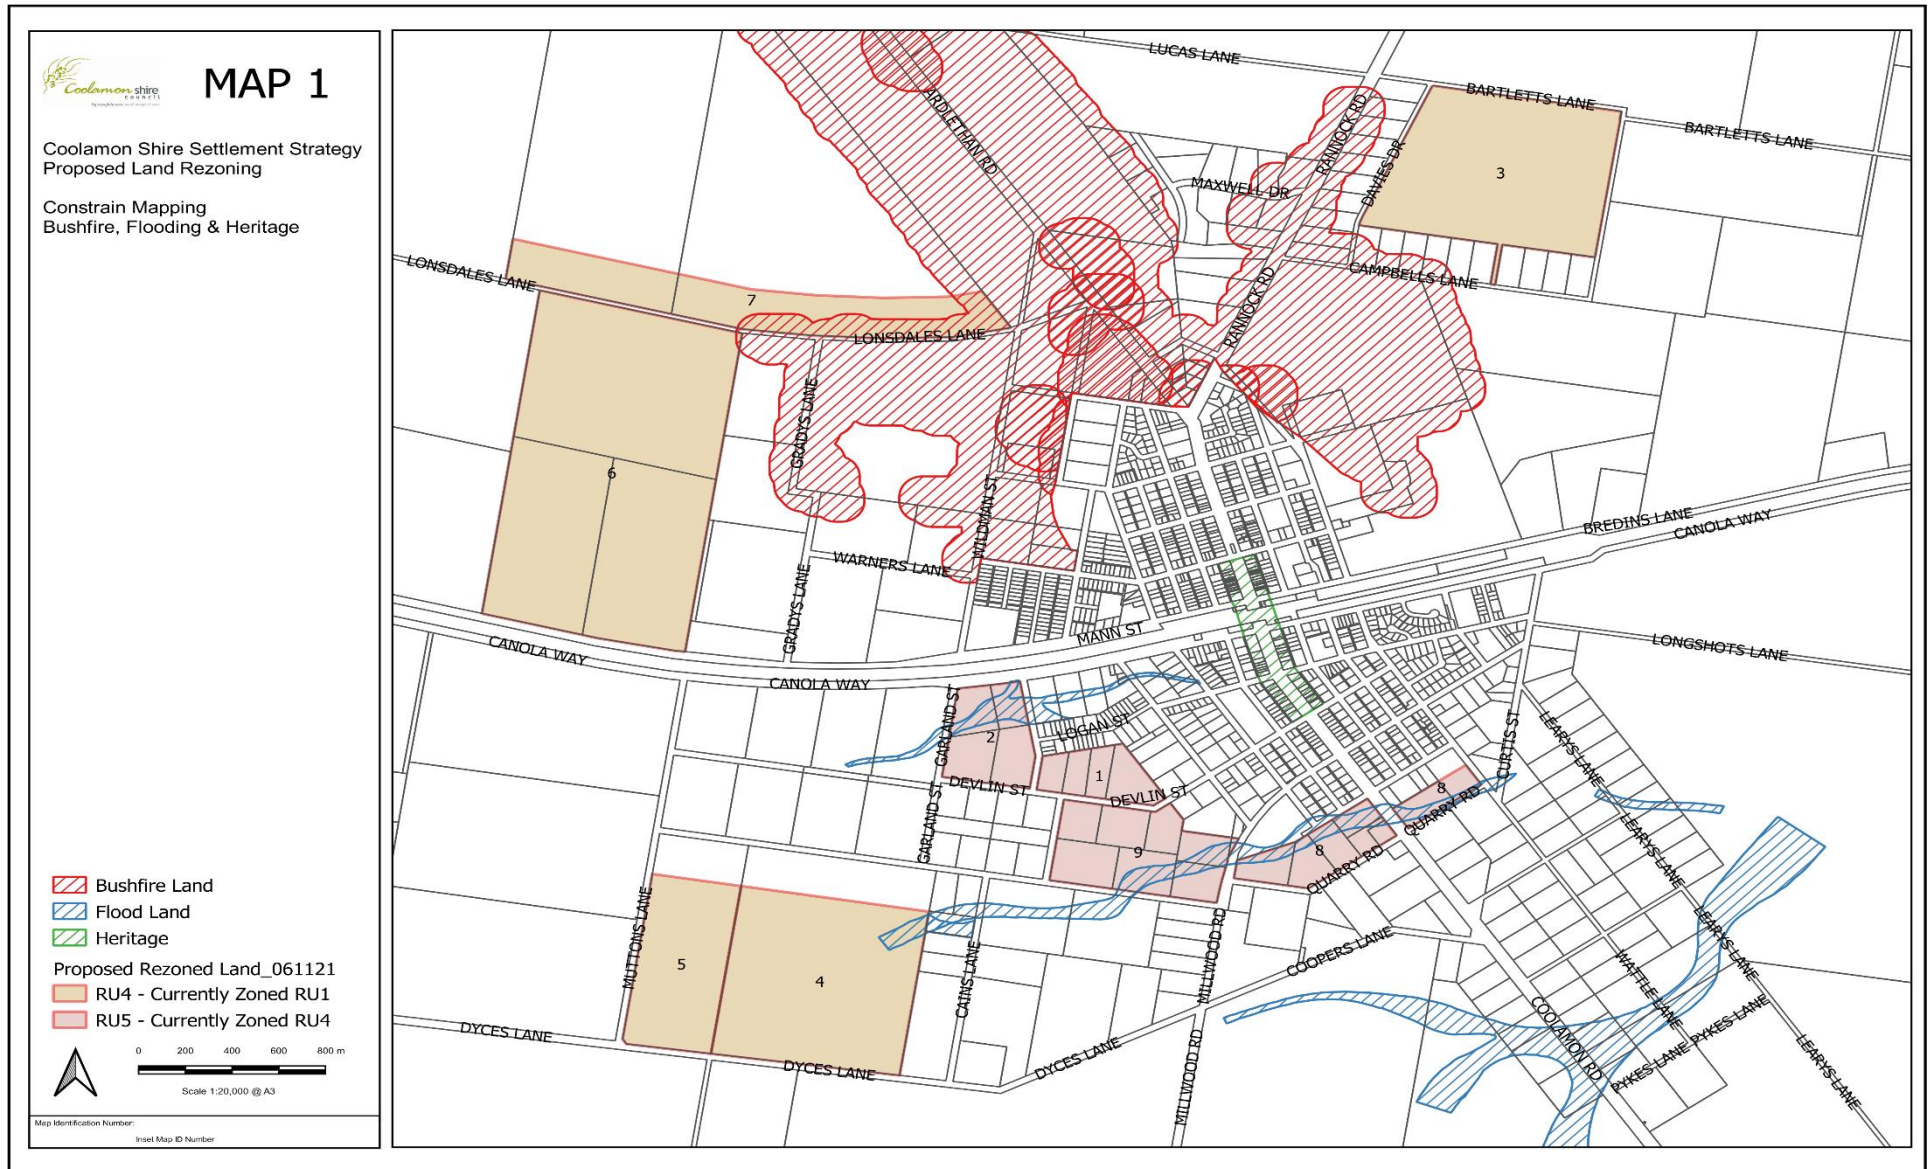 Coolamon shire
council
MAP 1
Coolamon Shire Settlement Strategy
Proposed Land Rezoning
Constrain Mapping
Bushfire, Flooding & Heritage
Bushfire Land
Flood Land
Heritage
Proposed Rezoned Land_061121
RU4 - Currently Zoned RU1
RU5 - Currently Zoned RU4
0 200 400 600 800 m
Scale 1:20,000 @ A3
Map Identification Number:
Inset Map ID Number
LUCAS LANE
BARTLETTS LANE
BARTLETTS LANE
ARDLETHAN RD
RANNOCK RD
DAVIES DR
3
MAXWELL DR
CAMPBELLS LANE
LONSDALES LANE
7
RANNOCK RD
LONSDALES LANE
GRADYS LANE
6
WILDMAN ST
BREDINS LANE
CANOLA WAY
WARNERS LANE
GRADYS LANE
MANN ST
CANOLA WAY
LONGSHOTS LANE
CANOLA WAY
GARLAND ST
2
LOGAN ST
CURTIS ST
LEARYS LANE
1
DEVLIN ST
DEVLIN ST
8
QUARRY RD
GARLAND ST
9
8
QUARRY RD
LEARYS LANE
MUTTONS LANE
5
4
CAINS LANE
MILLWOOD RD
COOPERS LANE
LEARYS LANE
WATTLE LANE
COOLAMON RD
PYKES LANE
PYKES LANE
DYCES LANE
DYCES LANE
DYCES LANE
MILLWOOD RD
LEARYS LANE